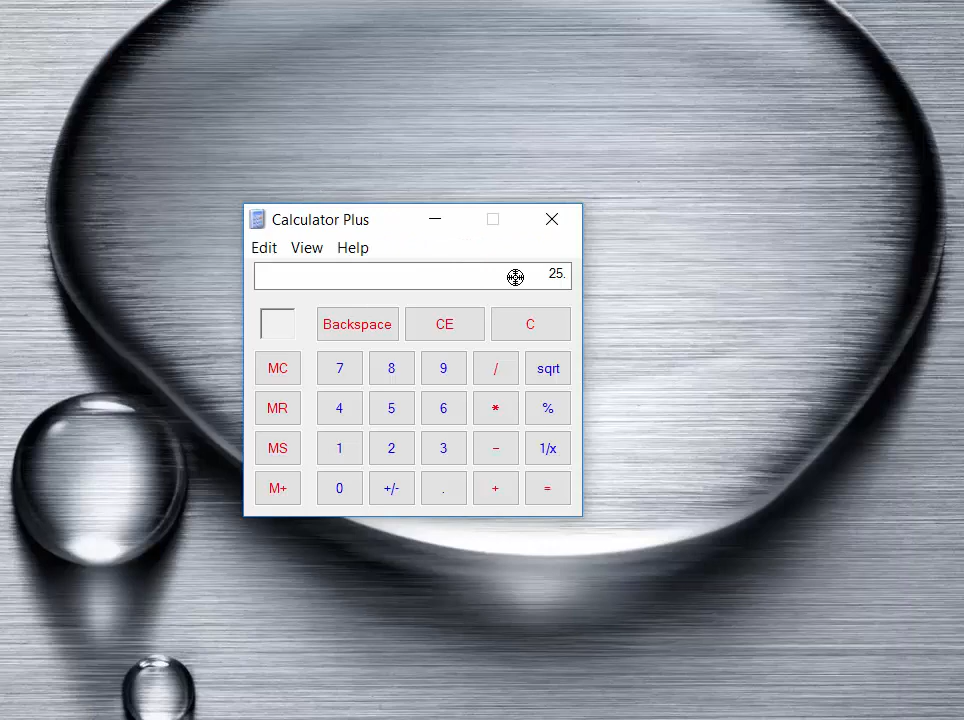 Calculator Plus
Edit View Help
25.
Backspace CE C
MC 7 8 9 / sqrt
MR 4 5 6 * %
MS 1 2 3 - 1/x
M+ 0 +/- . + =